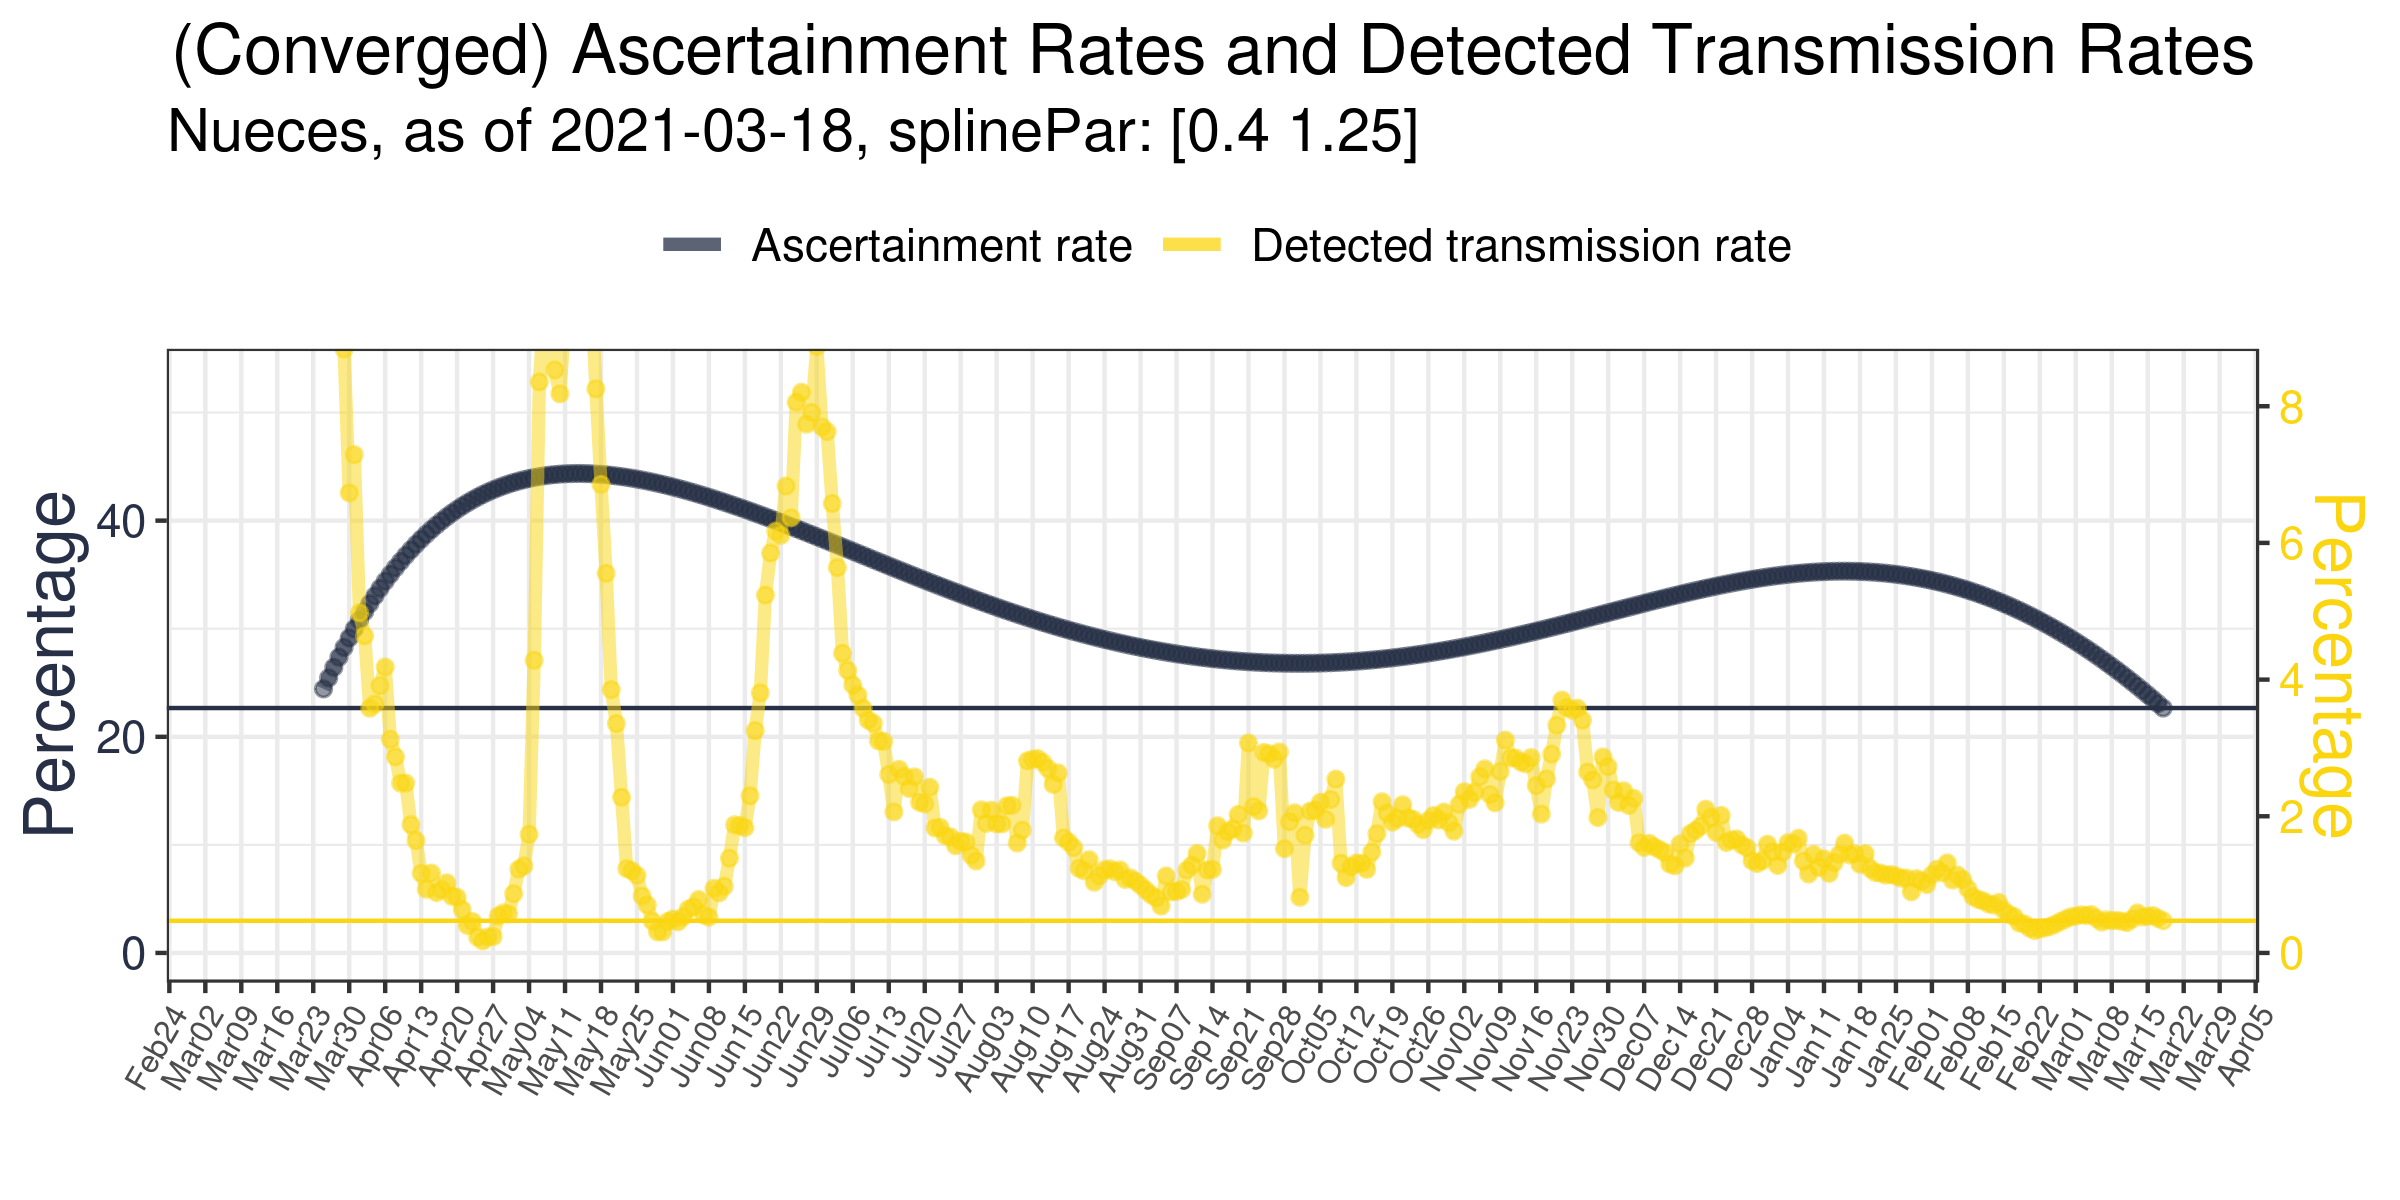 (Converged) Ascertainment Rates and Detected Transmission Rates
Nueces, as of 2021-03-18, splinePar: [0.4 1.25]
Ascertainment rate
Detected transmission rate
Percentage
40
20
0
8
6
4
2
0
Percentage
Feb24
Mar02
Mar09
Mar16
Mar23
Mar30
Apr06
Apr13
Apr20
Apr27
May04
May11
May18
May25
Jun01
Jun08
Jun15
Jun22
Jun29
Jul06
Jul13
Jul20
Jul27
Aug03
Aug10
Aug17
Aug24
Aug31
Sep07
Sep14
Sep21
Sep28
Oct05
Oct12
Oct19
Oct26
Nov02
Nov09
Nov16
Nov23
Nov30
Dec07
Dec14
Dec21
Dec28
Jan04
Jan11
Jan18
Jan25
Feb01
Feb08
Feb15
Feb22
Mar01
Mar08
Mar15
Mar22
Mar29
Apr05